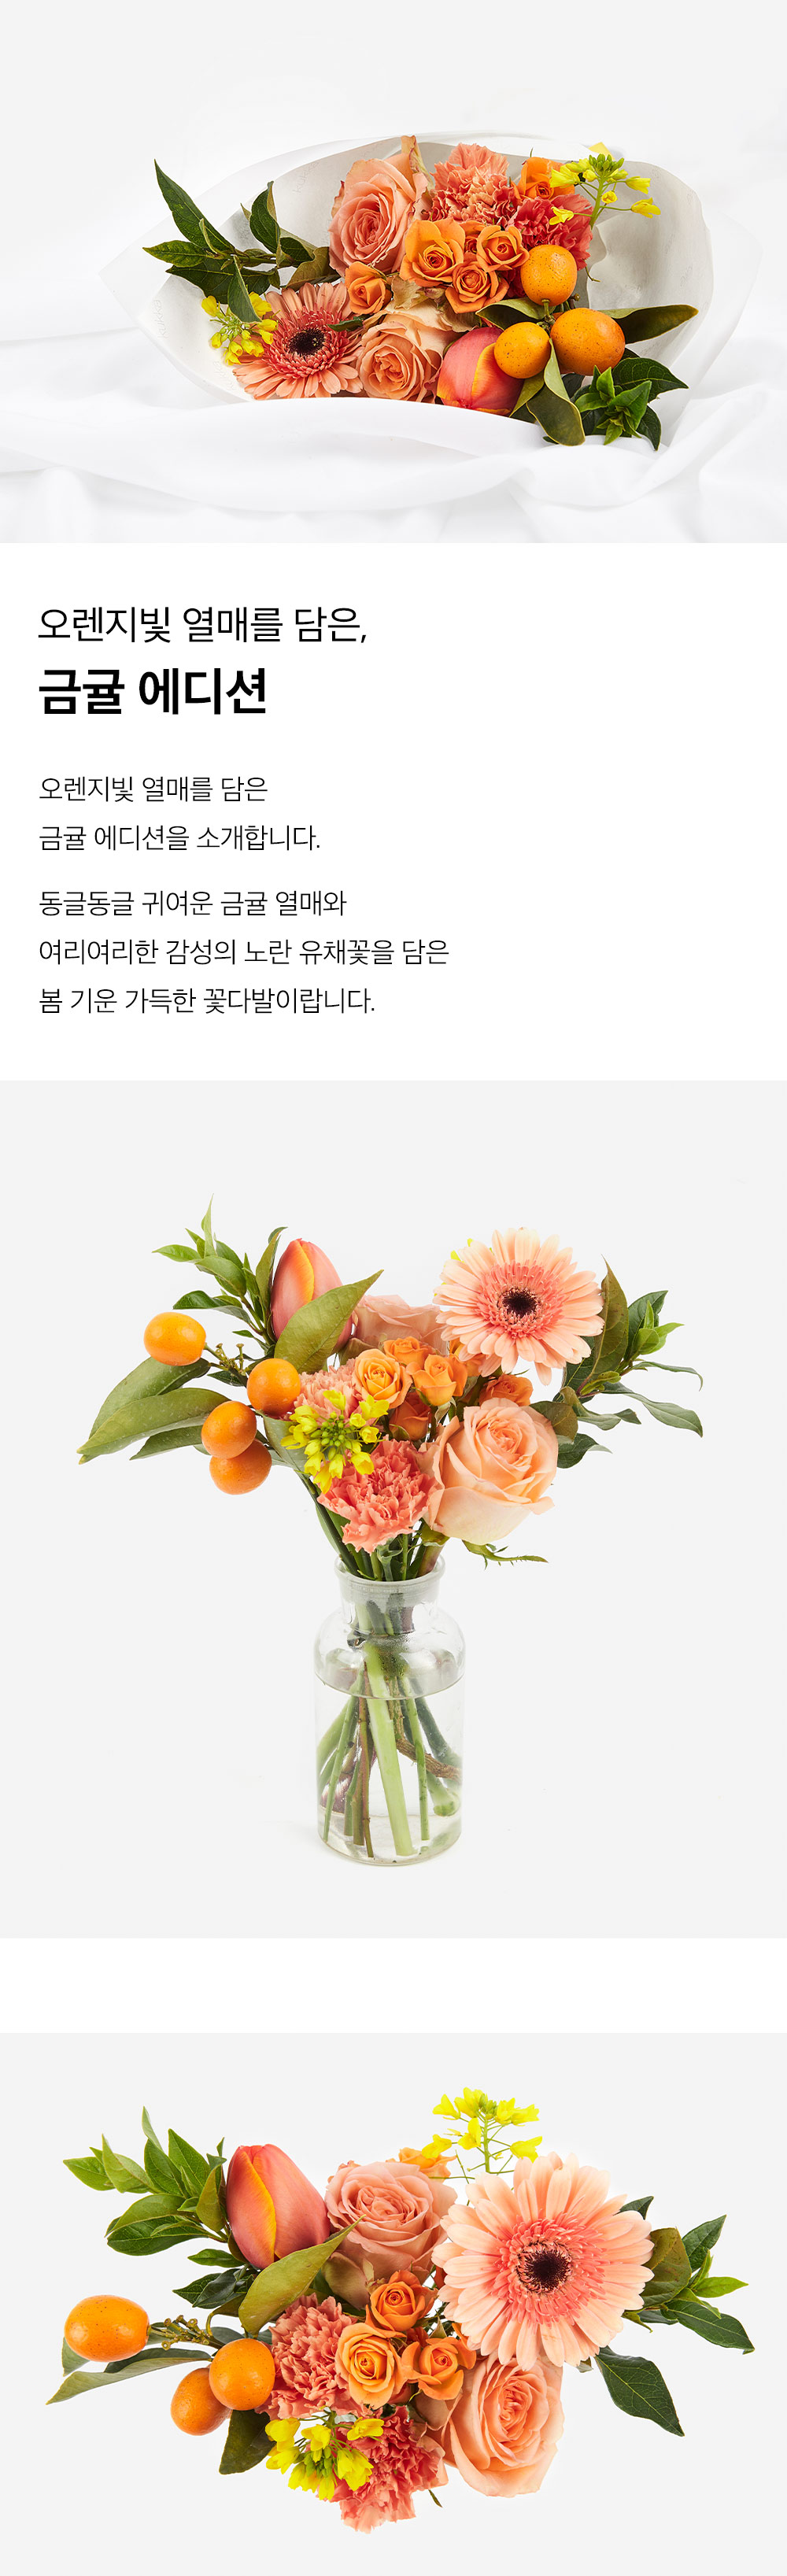 오렌지빛 열매를 담은,
금귤 에디션
오렌지빛 열매를 담은
금귤 에디션을 소개합니다.
동글동글 귀여운 금귤 열매와
여리여리한 감성의 노란 유채꽃을 담은
봄 기운 가득한 꽃다발이랍니다.